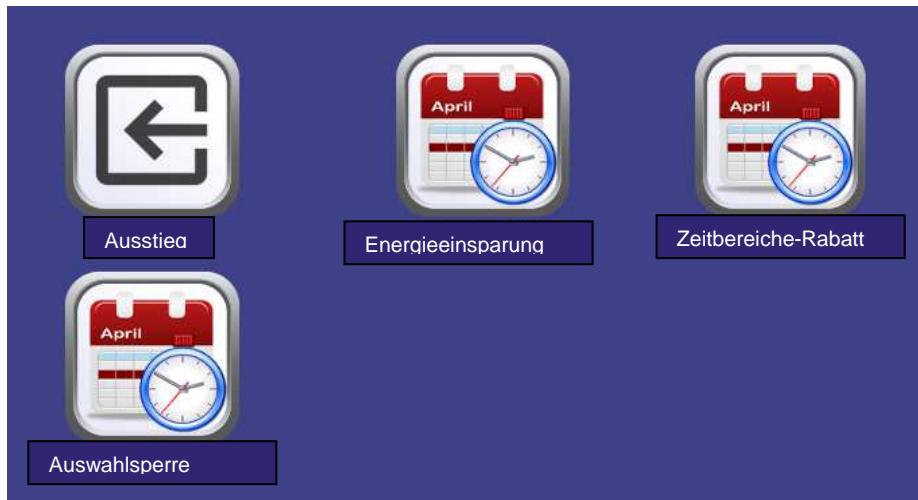 April
April
Ausstieg
Energieeinsparung
Zeitbereiche-Rabatt
April
Auswahlsperre